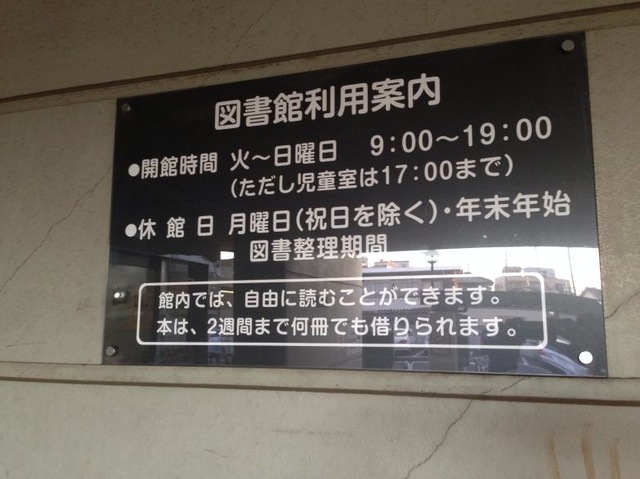 図書館利用案内
●開館時間 火～日曜日 9:00～19:00
(ただし児童室は17:00まで)
●休館日 月曜日(祝日を除く)・年末年始
図書整理期間
館内では、自由に読むことができます。
本は、2週間まで何冊でも借りられます。